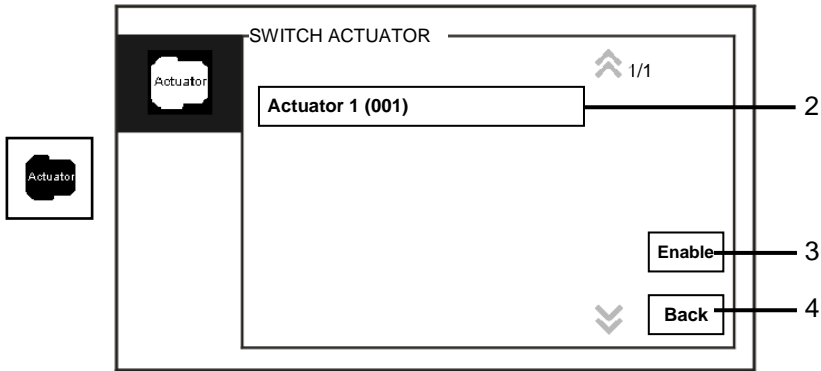 SWITCH ACTUATOR
Actuator
1/1
Actuator 1 (001)
2
Actuator
Enable
3
Back
4